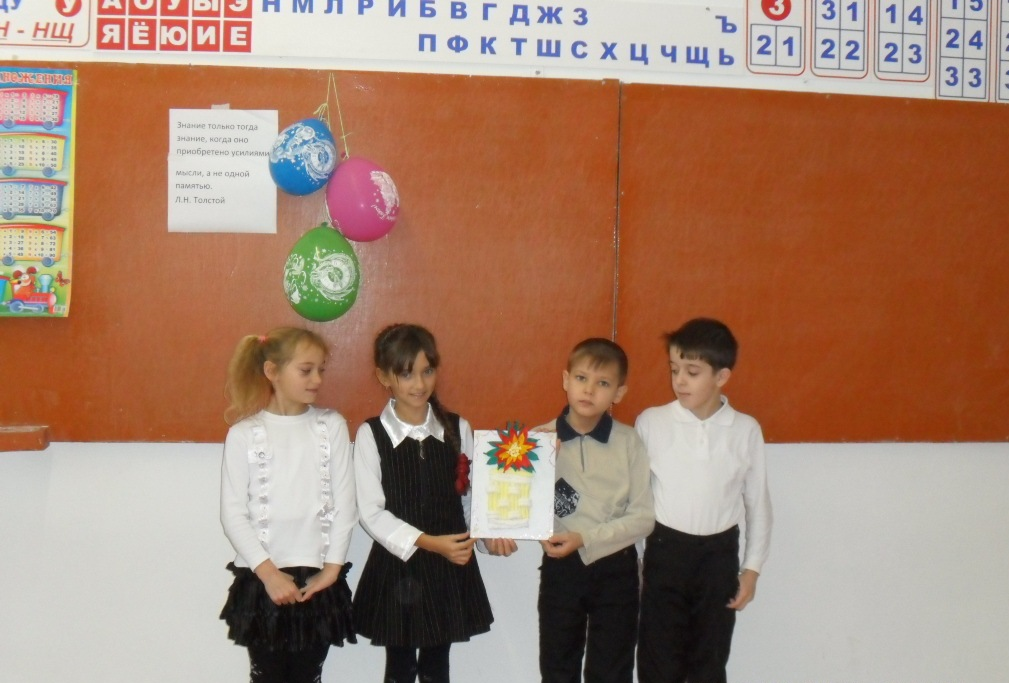 ЦУ У
Н - НЩ
А О У Ы Э
Я Ё Ю И Е
Н М Л Р И Б В Г Д Ж З
Ъ
П Ф К Т Ш С Х Ц Ч Щ Ь
3
21
31
22
14
23
15
24
33
Знание только тогда
знание, когда оно
приобретено усилиями
мысли, а не одной
памятью.
Л.Н. Толстой